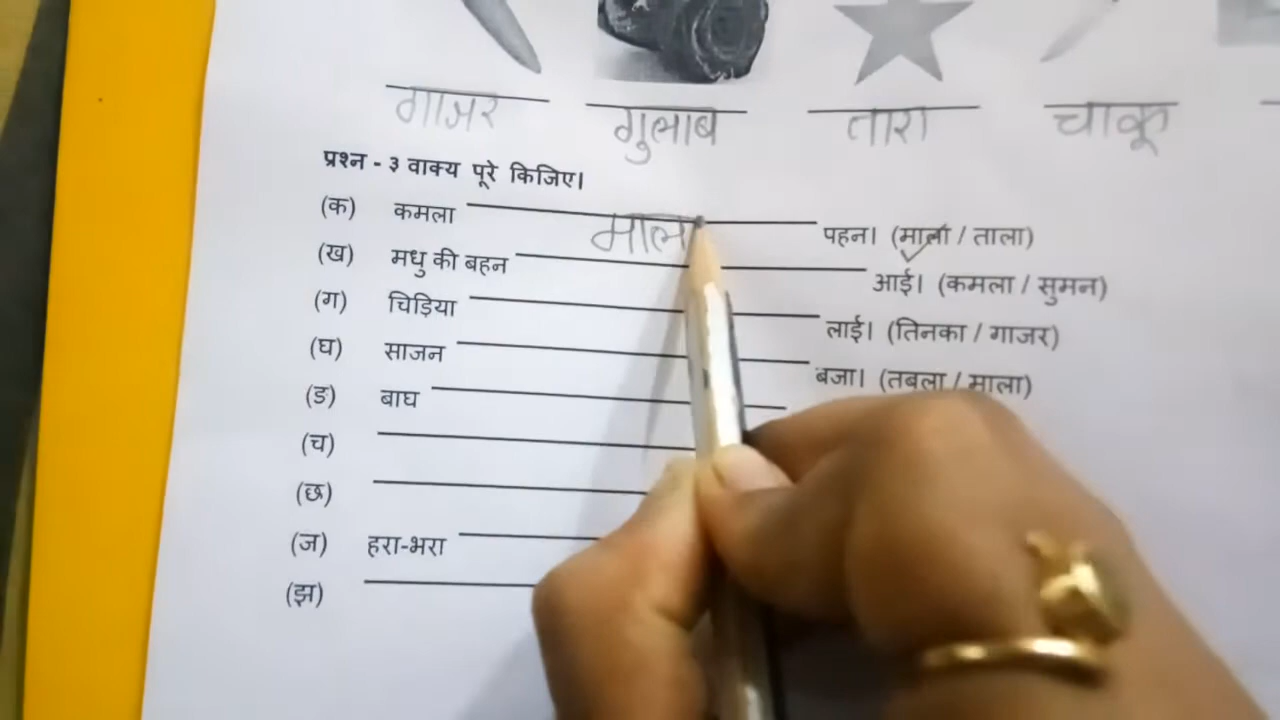 गाजर गुलाब तारा चाकू
प्रश्न - ३ वाक्य पूरे किजिए।
(क) कमला माला पहन। (माला / ताला)
(ख) मधु की बहन आई। (कमला / सुमन)
(ग) चिड़िया लाई। (तिनका / गाजर)
(घ) साजन बजा। (तबला / माला)
(ङ) बाघ
(च)
(छ)
(ज) हरा-भरा
(झ)